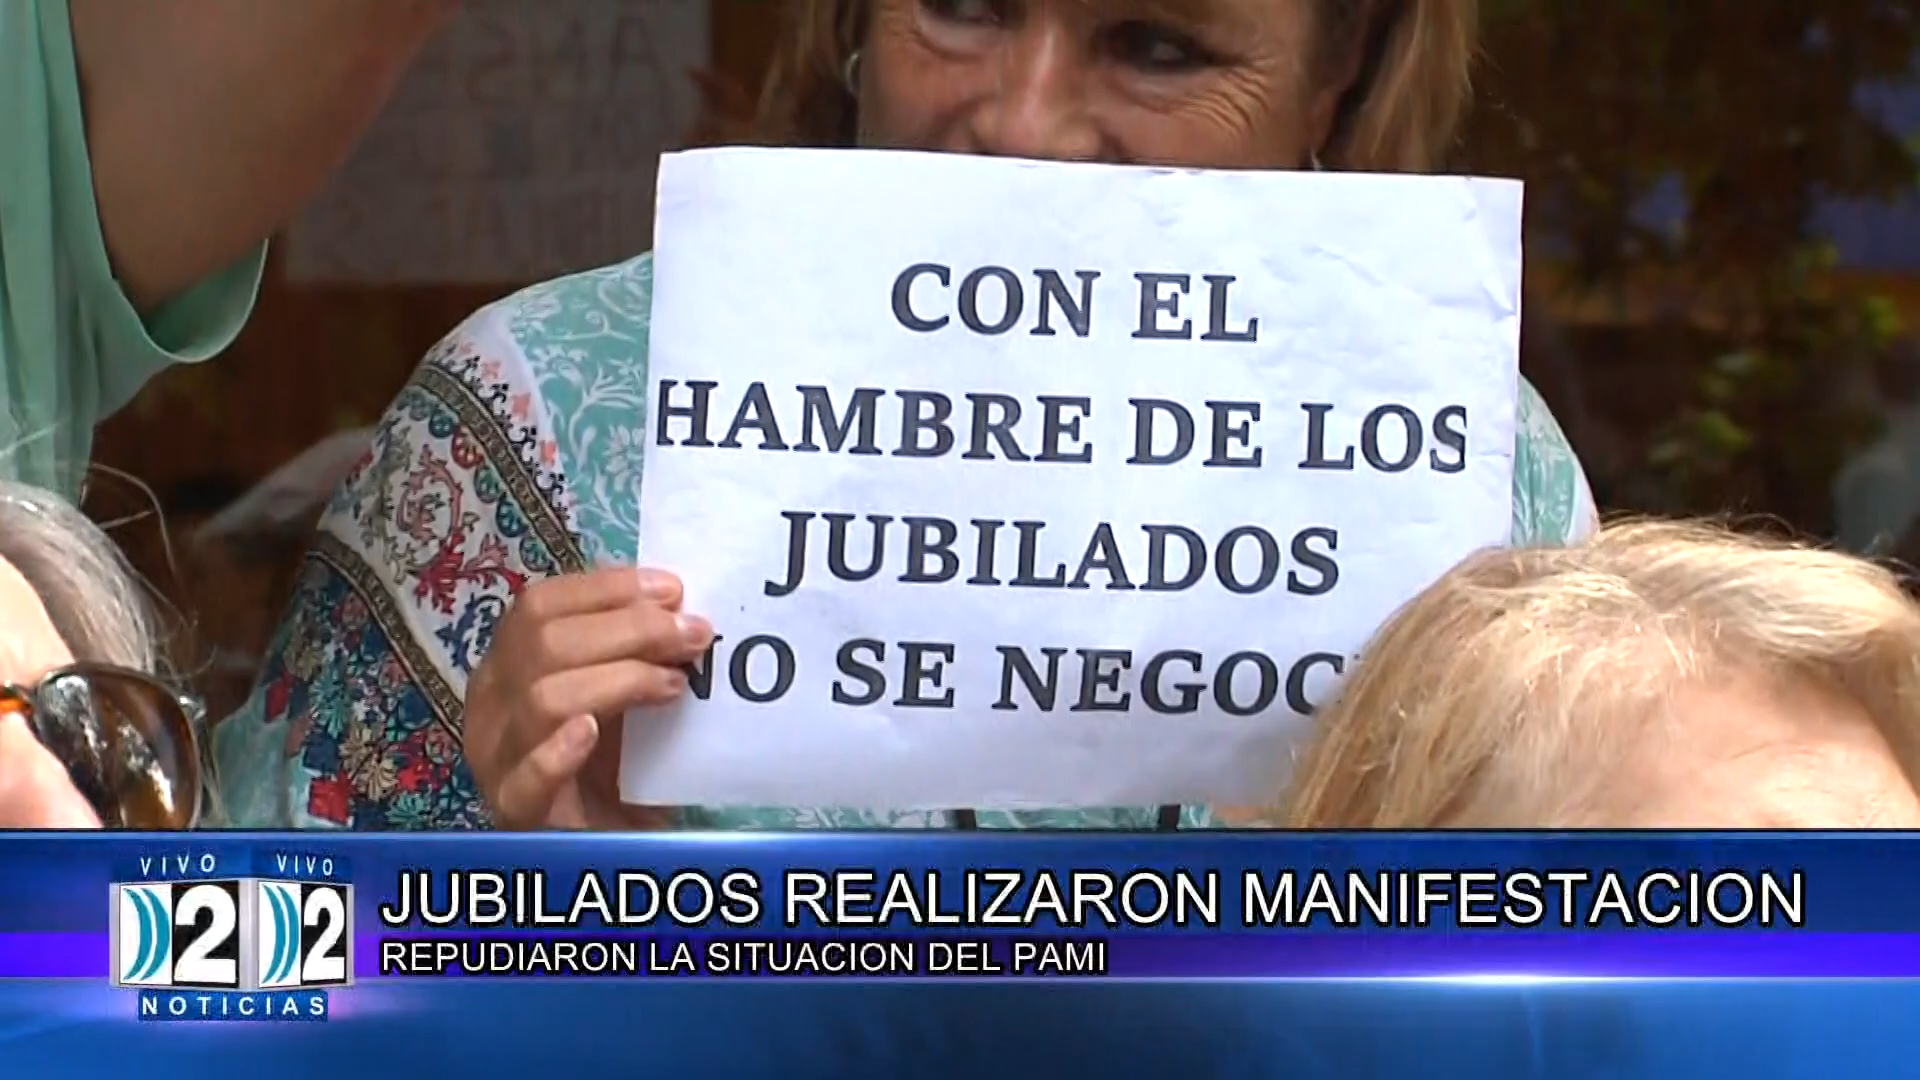 CON EL
HAMBRE DE LOS
JUBILADOS
NO SE NEGOC
VIVO VIVO
2 2
NOTICIAS
JUBILADOS REALIZARON MANIFESTACION
REPUDIARON LA SITUACION DEL PAMI